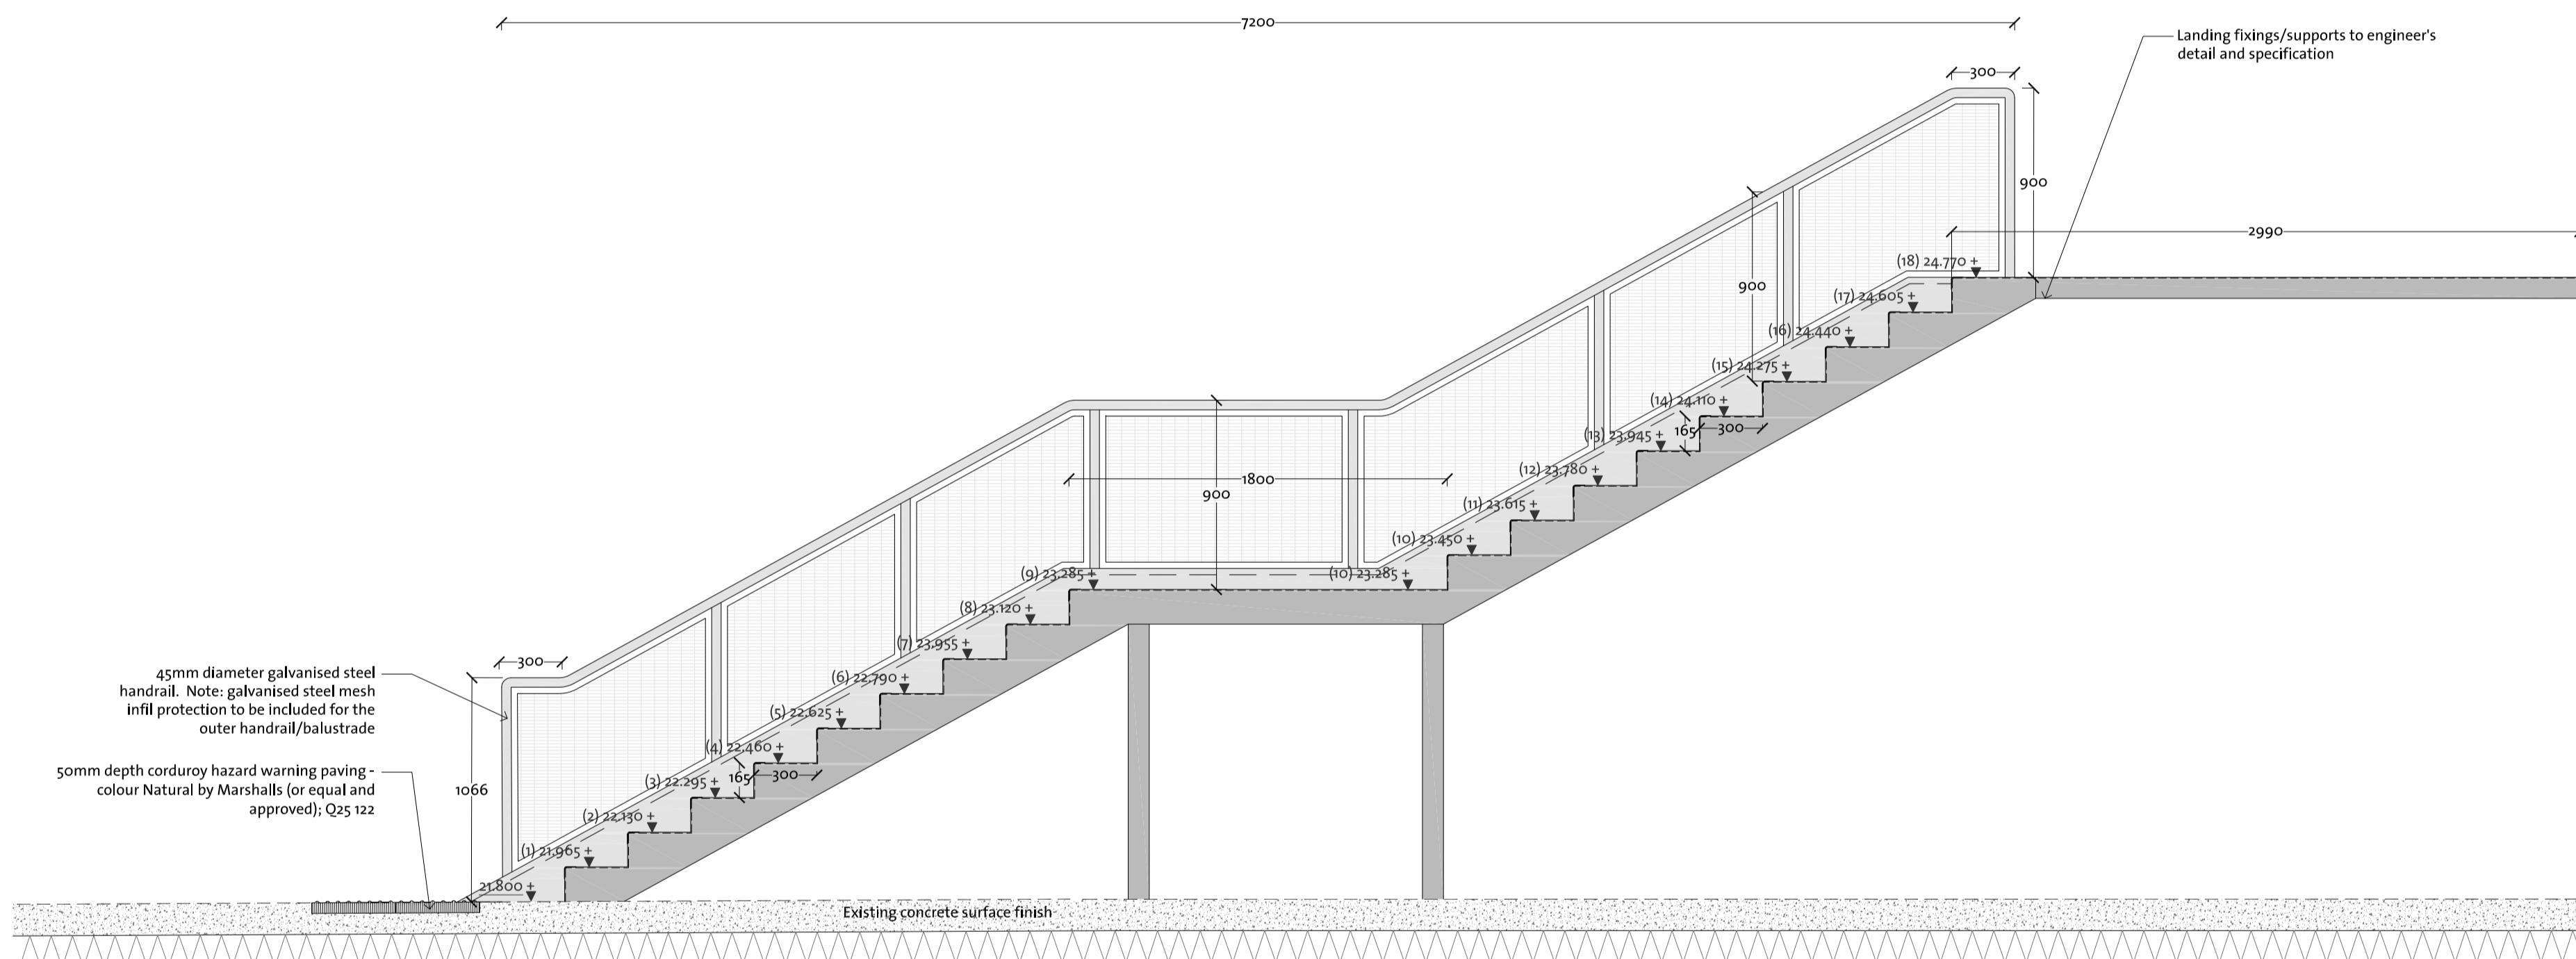 7200
Landing fixings/supports to engineer's
detail and specification
300
900
2990
(18) 24.770 +
900
(17) 24.605 +
(16) 24.440 +
(15) 24.275 +
(14) 24.110 +
165
300
(13) 23.945 +
(12) 23.780 +
1800
900
(11) 23.615 +
(10) 23.450 +
(9) 23.285 +
(10) 23.285 +
(8) 23.120 +
(7) 23.955 +
300
45mm diameter galvanised steel
handrail. Note: galvanised steel mesh
infil protection to be included for the
outer handrail/balustrade
(6) 22.790 +
(5) 22.625 +
(4) 22.460 +
165
300
50mm depth corduroy hazard warning paving -
colour Natural by Marshalls (or equal and
approved); Q25 122
(3) 22.295 +
1066
(2) 22.130 +
(1) 21.965 +
21.800 +
Existing concrete surface finish